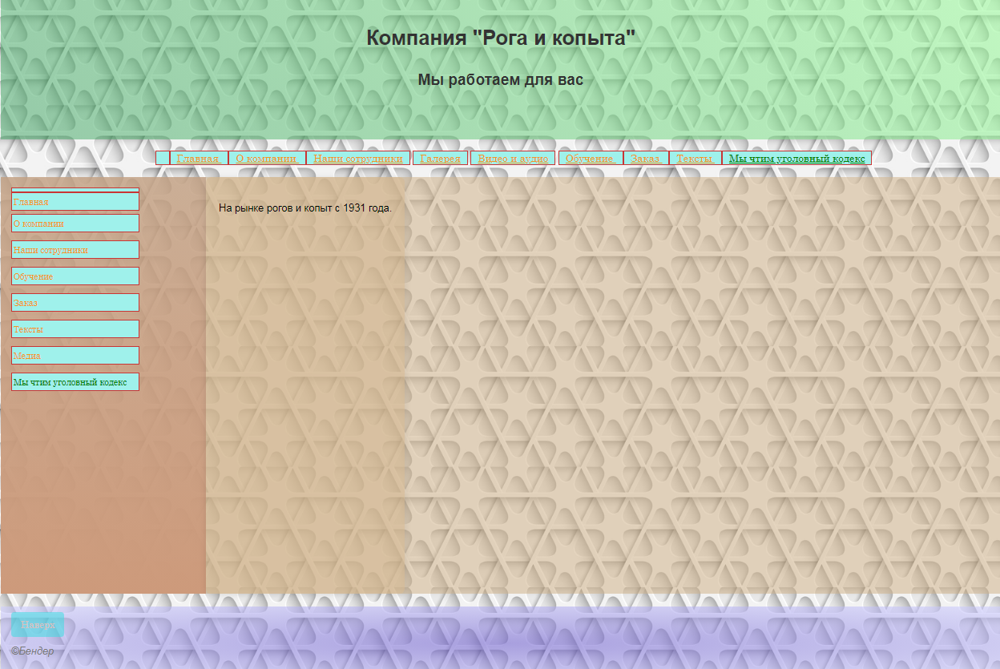 Компания "Рога и копыта"
Мы работаем для вас
Главная О компании Наши сотрудники Галерея Видео и аудио Обучение Заказ Тексты Мы чтим уголовный кодекс
Главная
На рынке рогов и копыт с 1931 года.
О компании
Наши сотрудники
Обучение
Заказ
Тексты
Медиа
Мы чтим уголовный кодекс
Наверх
©Бендер